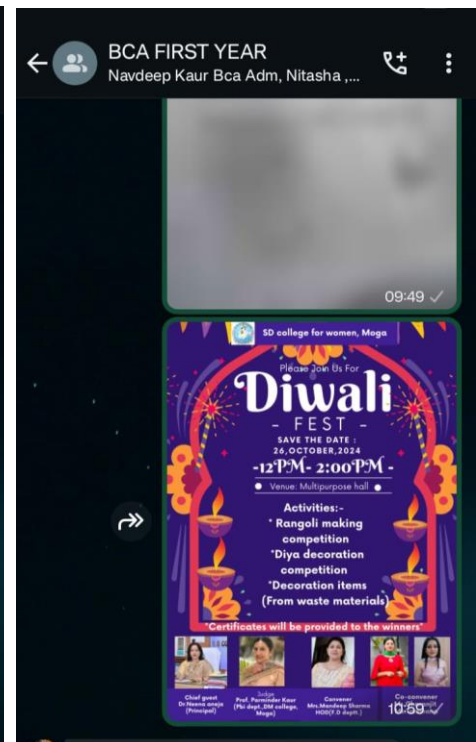 BCA FIRST YEAR
Navdeep Kaur Bca Adm, Nitasha ,...
09:49
SD college for women, Moga
Please Join Us For
Diwali
- FEST -
SAVE THE DATE :
26,OCTOBER,2024
-12PM- 2:00PM -
Venue: Multipurpose hall
Activities:-
* Rangoli making
competition
*Diya decoration
competition
*Decoration items
(From waste materials)
*Certificates will be provided to the winners*
Chief guest
Dr.Neena aneja
(Principal)
Judge
Prof. Parminder Kaur
(Pbi dept.,DM college,
Moga)
Convener
Mrs.Mandeep Sharma
HOD(F.D deptt.)
Co-convener
10:59